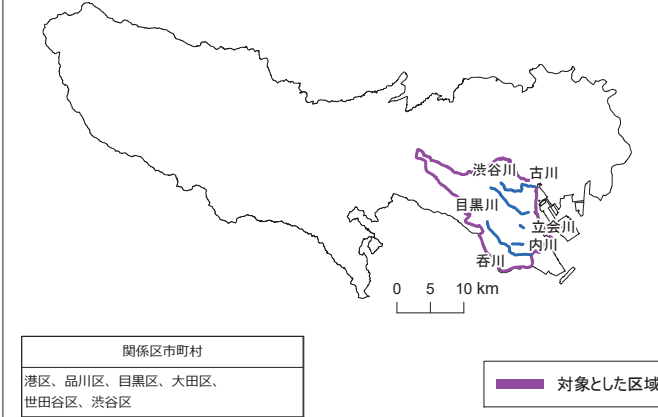 渋谷川 古川
目黒川
立会川
内川
呑川
0 5 10 km
関係区市町村
港区、品川区、目黒区、大田区、
世田谷区、渋谷区
対象とした区域